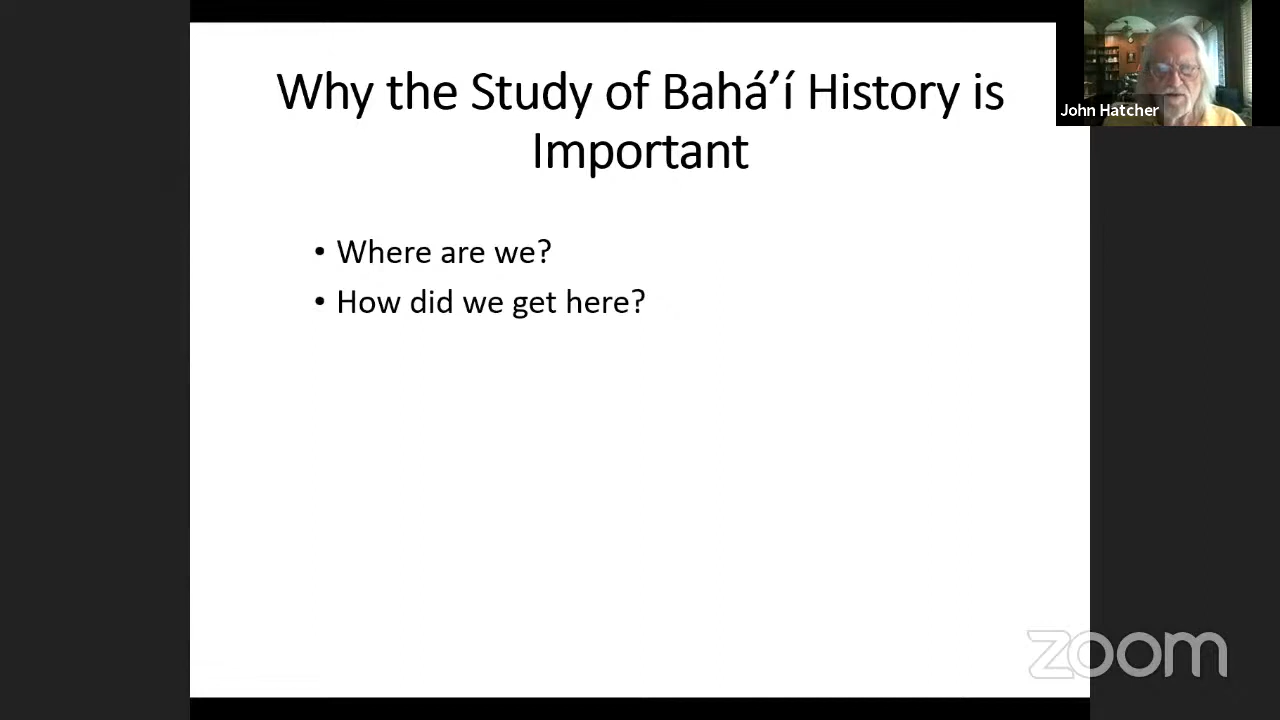 Why the Study of Bahá’í History is
Important
John Hatcher
• Where are we?
• How did we get here?
zoom